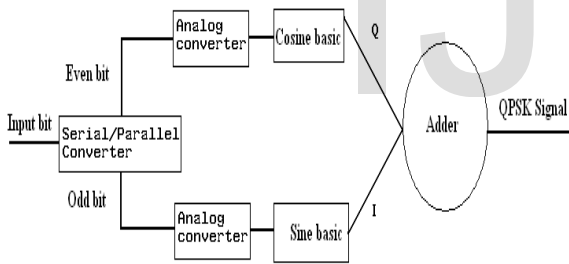 Analog
converter
Cosine basic
Q
Even bit
Input bit
Serial/Parallel
Converter
Adder
QPSK Signal
Odd bit
Analog
converter
Sine basic
I